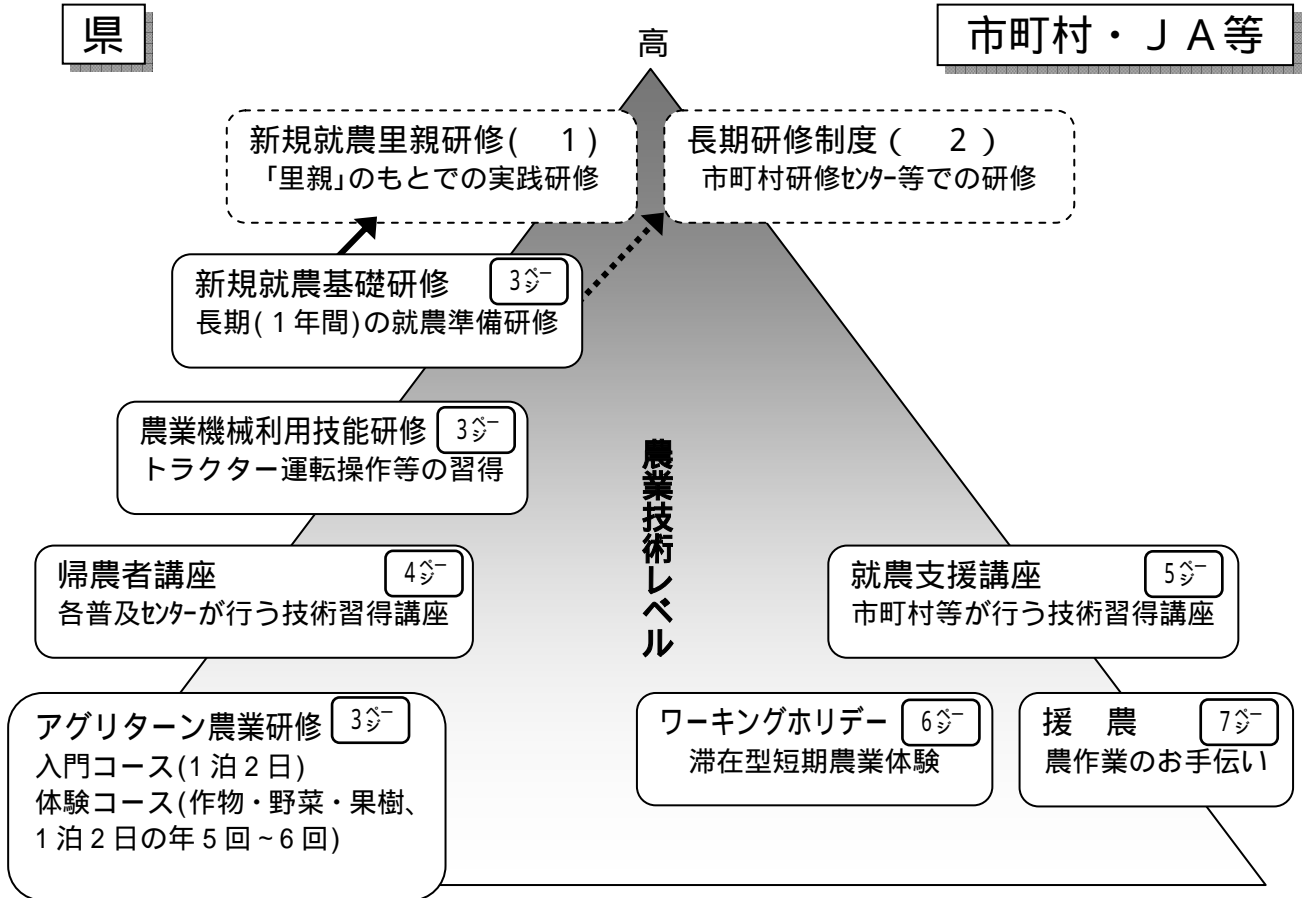 県
高
市町村・ＪＡ等
新規就農里親研修(　1)
「里親」のもとでの実践研修
長期研修制度(　2)
市町村研修ｾﾝﾀｰ等での研修
新規就農基礎研修 3ページ
長期(1年間)の就農準備研修
農業機械利用技能研修 3ページ
トラクター運転操作等の習得
農業技術レベル
帰農者講座 4ページ
各普及ｾﾝﾀｰが行う技術習得講座
就農支援講座 5ページ
市町村等が行う技術習得講座
アグリターン農業研修 3ページ
入門コース(1泊2日)
体験コース(作物・野菜・果樹、
1泊2日の年5回~6回)
ワーキングホリデー 6ページ
滞在型短期農業体験
援　農 7ページ
農作業のお手伝い